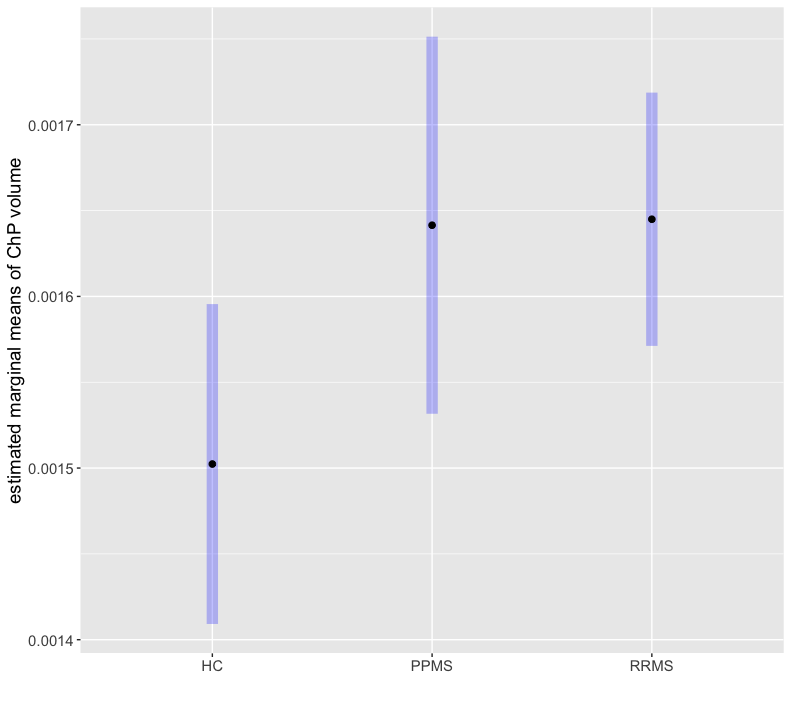 estimated marginal means of ChP volume
0.0017
0.0016
0.0015
0.0014
HC PPMS RRMS